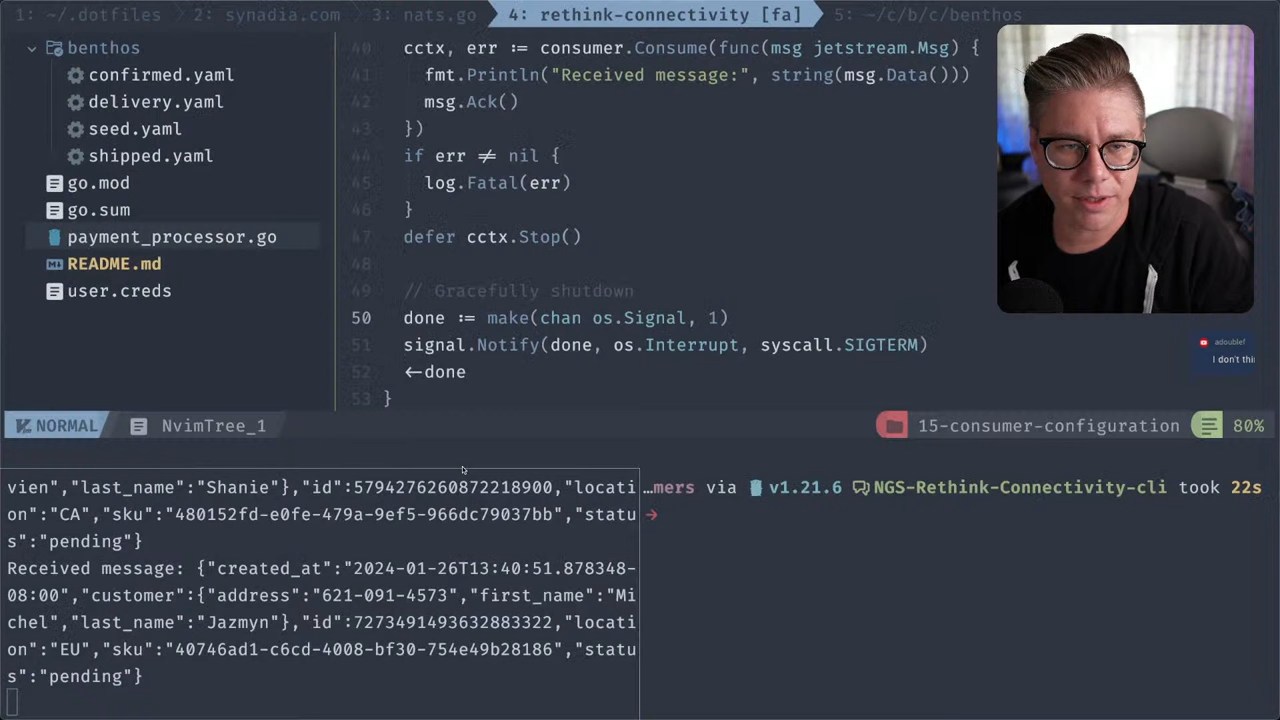 1: ~/.dotfiles 2: synadia.com 3: nats.go 4: rethink-connectivity [fa] 5: ~/c/b/c/benthos
benthos
confirmed.yaml
delivery.yaml
seed.yaml
shipped.yaml
go.mod
go.sum
payment_processor.go
README.md
user.creds
40 cctx, err := consumer.Consume(func(msg jetstream.Msg) {
41 fmt.Println("Received message:", string(msg.Data()))
42 msg.Ack()
43 })
44 if err ≠ nil {
45 log.Fatal(err)
46 }
47 defer cctx.Stop()
48
49 // Gracefully shutdown
50 done := make(chan os.Signal, 1)
51 signal.Notify(done, os.Interrupt, syscall.SIGTERM)
52 ←done
53 }
adoublef
I don't thi
NORMAL NvimTree_1 15-consumer-configuration 80%
vien","last_name":"Shanie"},"id":5794276260872218900,"locati
on":"CA","sku":"480152fd-e0fe-479a-9ef5-966dc79037bb","statu
s":"pending"}
Received message: {"created_at":"2024-01-26T13:40:51.878348-
08:00","customer":{"address":"621-091-4573","first_name":"Mi
chel","last_name":"Jazmyn"},"id":7273491493632883322,"locati
on":"EU","sku":"40746ad1-c6cd-4008-bf30-754e49b28186","statu
s":"pending"}
…mers via v1.21.6 NGS-Rethink-Connectivity-cli took 22s
→